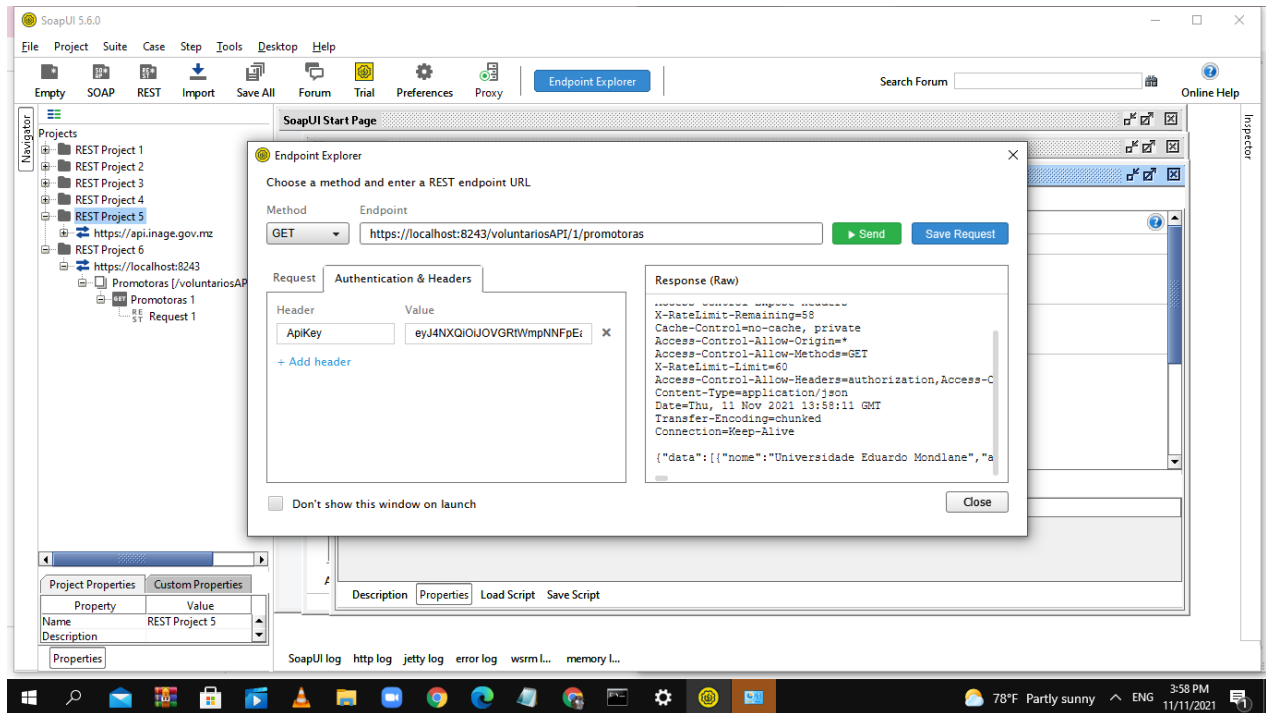 SoapUI 5.6.0
File Project Suite Case Step Tools Desktop Help
Empty SOAP REST Import Save All Forum Trial Preferences Proxy Endpoint Explorer Search Forum Online Help
Navigator
Projects
REST Project 1
REST Project 2
REST Project 3
REST Project 4
REST Project 5
https://api.inage.gov.mz
REST Project 6
https://localhost:8243
Promotoras [/voluntariosAP
GET Promotoras 1
REST Request 1
SoapUI Start Page
Inspector
Endpoint Explorer
Choose a method and enter a REST endpoint URL
Method Endpoint
GET https://localhost:8243/voluntariosAPI/1/promotoras Send Save Request
Request Authentication & Headers
Header Value
ApiKey
+ Add header
Response (Raw)
X-RateLimit-Remaining=58
Cache-Control=no-cache, private
Access-Control-Allow-Origin=*
Access-Control-Allow-Methods=GET
X-RateLimit-Limit=60
Access-Control-Allow-Headers=authorization,Access-C
Content-Type=application/json
Date=Thu, 11 Nov 2021 13:58:11 GMT
Transfer-Encoding=chunked
Connection=Keep-Alive
{"data":[{"nome":"Universidade Eduardo Mondlane","a
Don't show this window on launch
Close
Project Properties Custom Properties
Property Value
Name REST Project 5
Description
Properties
Description Properties Load Script Save Script
SoapUI log http log jetty log error log wsrm l... memory l...
78°F Partly sunny ENG 3:58 PM
11/11/2021
1